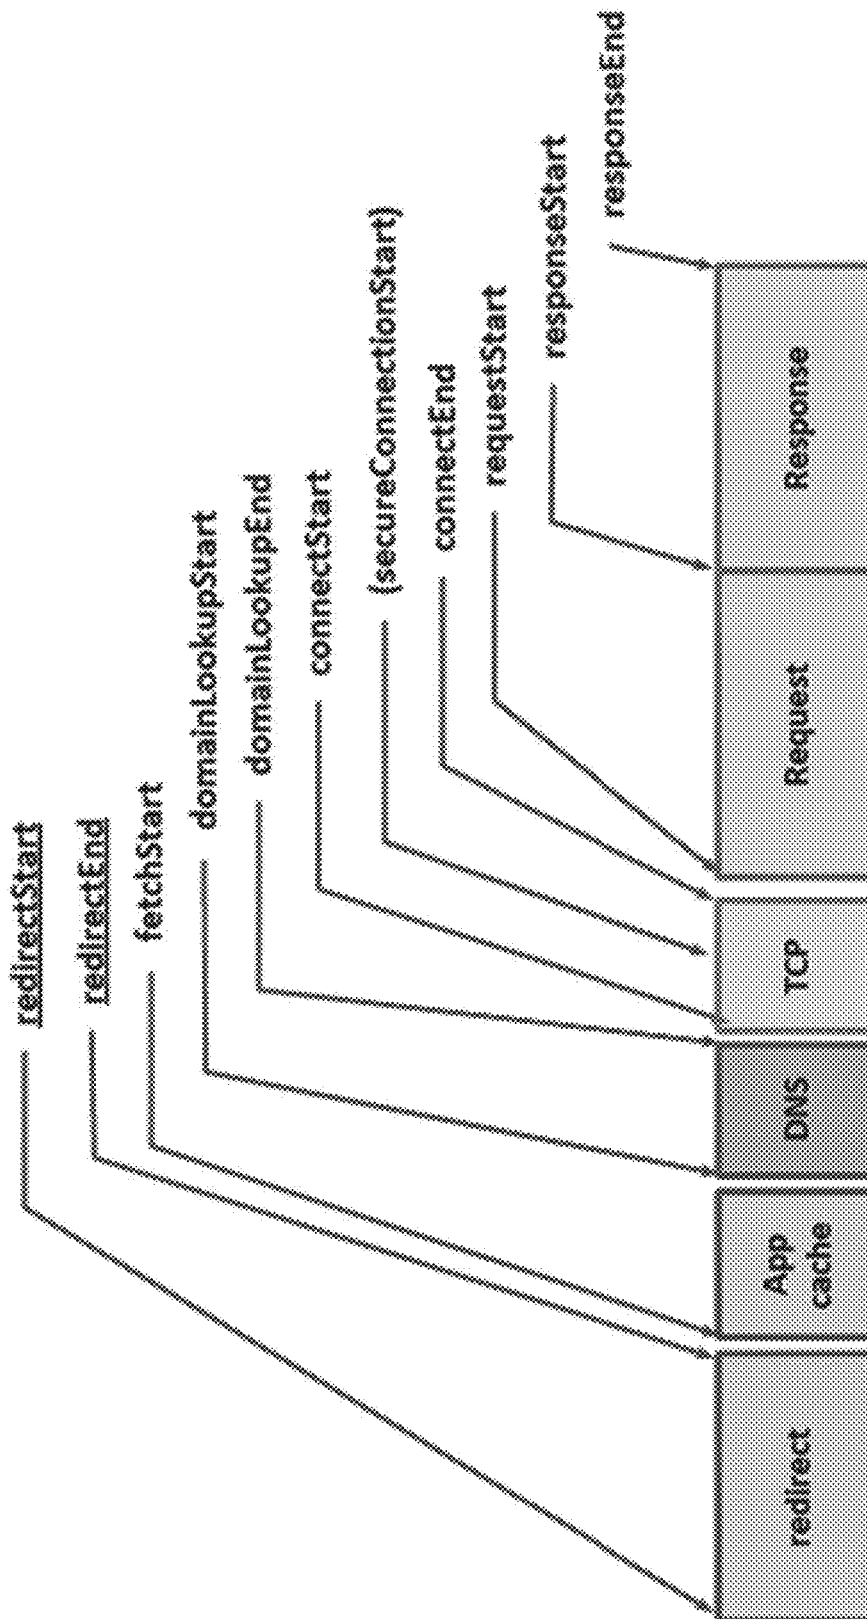 redirectStart
redirectEnd
fetchStart
domainLookupStart
domainLookupEnd
connectStart
(secureConnectionStart)
connectEnd
requestStart
responseStart
responseEnd
redirect
App
cache
DNS
TCP
Request
Response